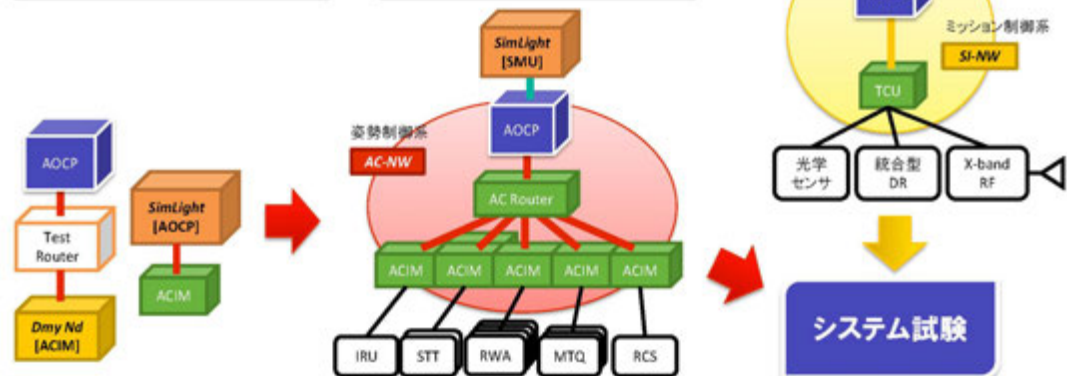 AOCP
Test
Router
Dmy Nd
[ACIM]
SimLight
[AOCP]
ACIM
SimLight
[SMU]
AOCP
姿勢制御系
AC-NW
AC Router
ACIM
ACIM
ACIM
ACIM
ACIM
IRU
STT
RWA
MTQ
RCS
ミッション制御系
SI-NW
TCU
光学
センサ
統合型
DR
X-band
RF
システム試験